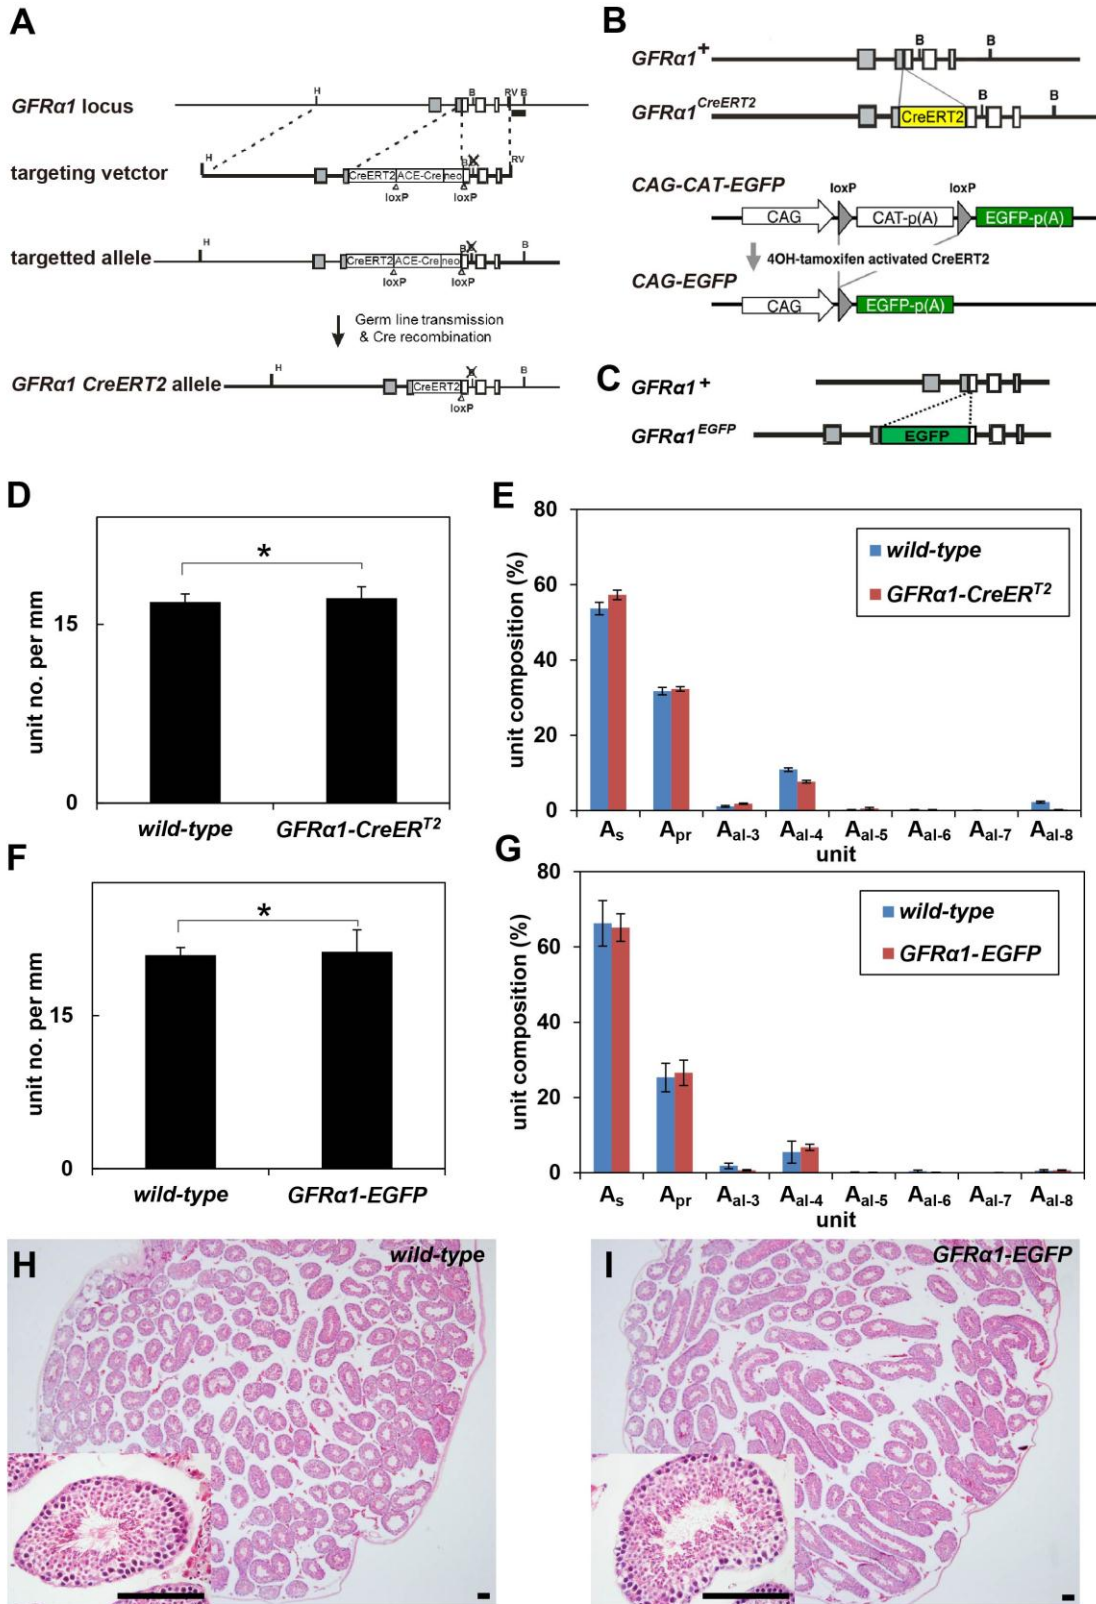 A
GFRα1 locus
H
B
RV B
targeting vetctor
H
CreERT2 ACE-Cre neo
B
RV
loxP
loxP
targetted allele
H
CreERT2 ACE-Cre neo
B
B
loxP
loxP
Germ line transmission
& Cre recombination
GFRα1 CreERT2 allele
H
CreERT2
B
B
loxP
B
GFRα1+
B
B
GFRα1CreERT2
CreERT2
B
B
CAG-CAT-EGFP
loxP
loxP
CAG
CAT-p(A)
EGFP-p(A)
4OH-tamoxifen activated CreERT2
CAG-EGFP
CAG
EGFP-p(A)
C
GFRα1+
GFRα1EGFP
EGFP
D
unit no. per mm
15
0
*
wild-type
GFRα1-CreERT2
E
unit composition (%)
80
60
40
20
0
wild-type
GFRα1-CreERT2
As Apr Aal-3 Aal-4 Aal-5 Aal-6 Aal-7 Aal-8
unit
F
unit no. per mm
15
0
*
wild-type
GFRα1-EGFP
G
unit composition (%)
80
60
40
20
0
wild-type
GFRα1-EGFP
As Apr Aal-3 Aal-4 Aal-5 Aal-6 Aal-7 Aal-8
unit
H
wild-type
I
GFRα1-EGFP